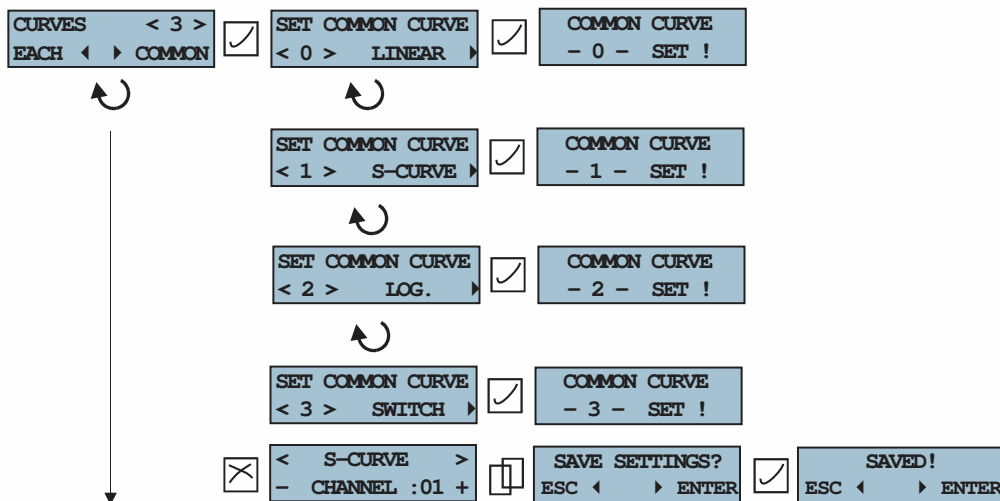 CURVES < 3 >
EACH ◀ ▶ COMMON
SET COMMON CURVE
< 0 > LINEAR ▶
COMMON CURVE
– 0 – SET !
SET COMMON CURVE
< 1 > S–CURVE ▶
COMMON CURVE
– 1 – SET !
SET COMMON CURVE
< 2 > LOG. ▶
COMMON CURVE
– 2 – SET !
SET COMMON CURVE
< 3 > SWITCH ▶
COMMON CURVE
– 3 – SET !
< S–CURVE >
– CHANNEL :01 +
SAVE SETTINGS?
ESC ◀ ▶ ENTER
SAVED!
ESC ◀ ▶ ENTER